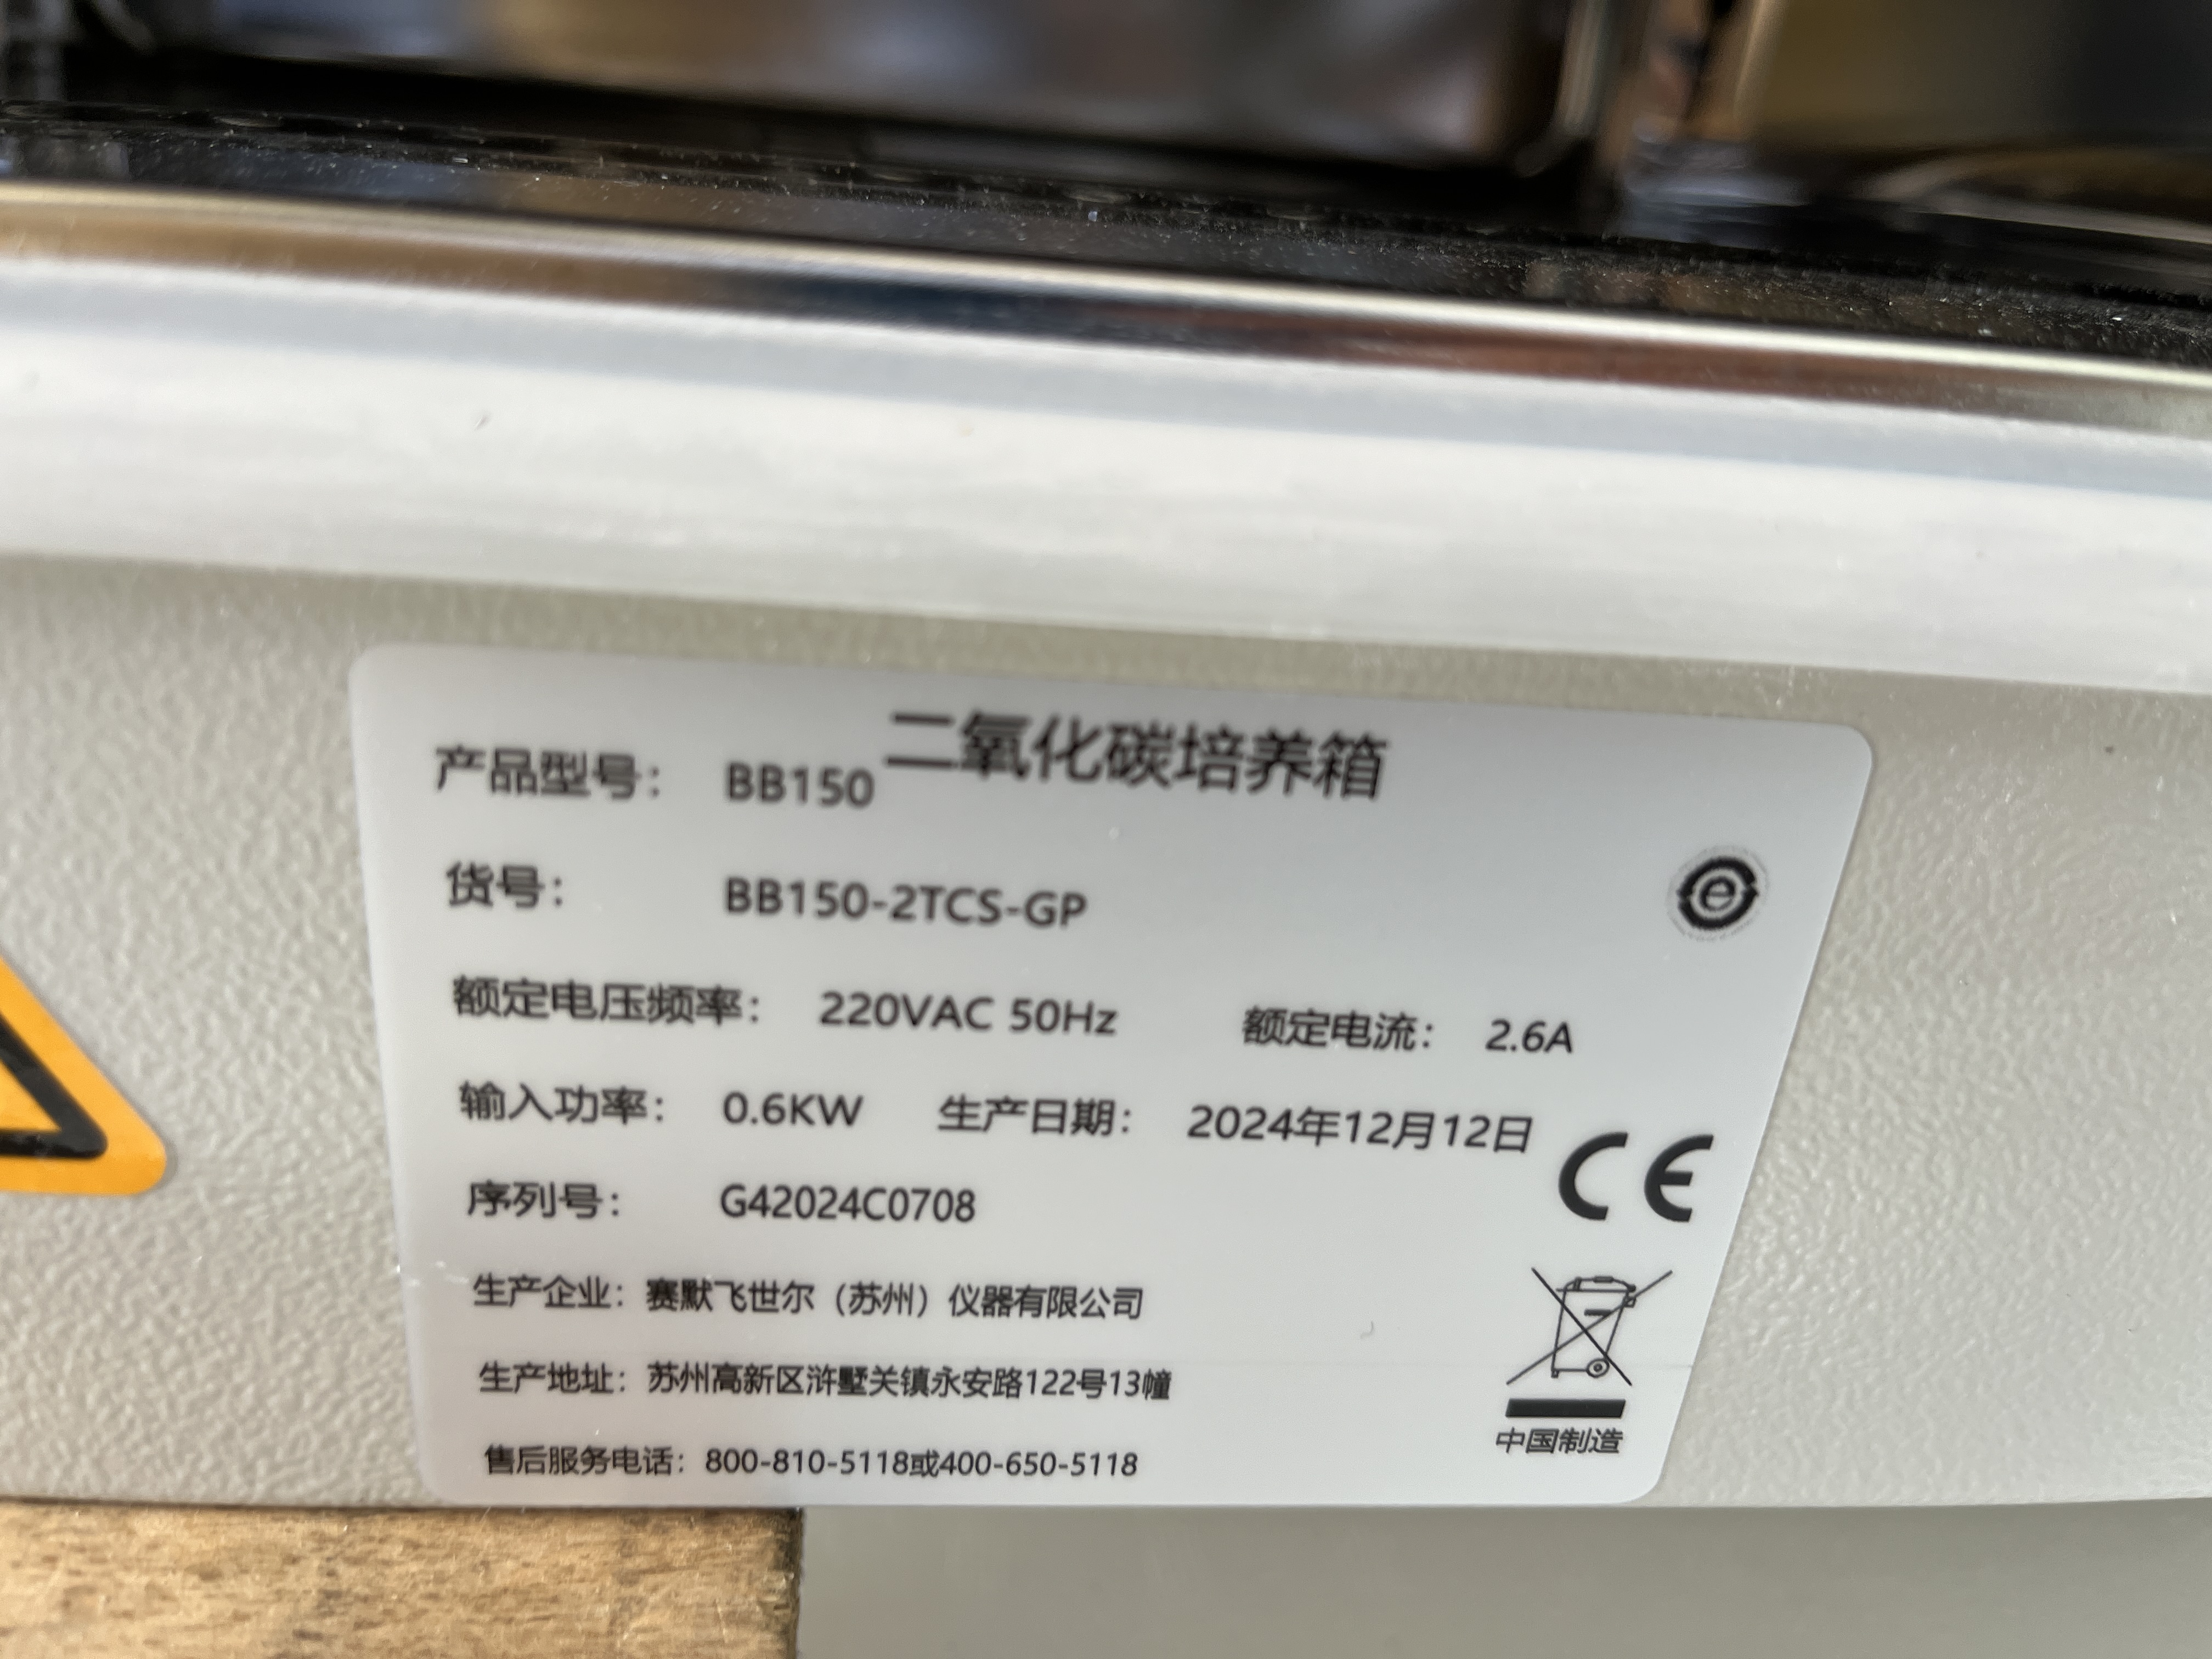 二氧化碳培养箱
产品型号： BB150
货号： BB150-2TCS-GP
额定电压频率： 220VAC 50Hz 额定电流： 2.6A
输入功率： 0.6KW 生产日期： 2024年12月12日
序列号： G42024C0708
CE
生产企业：赛默飞世尔（苏州）仪器有限公司
生产地址：苏州高新区浒墅关镇永安路122号13幢
售后服务电话：800-810-5118或400-650-5118
中国制造